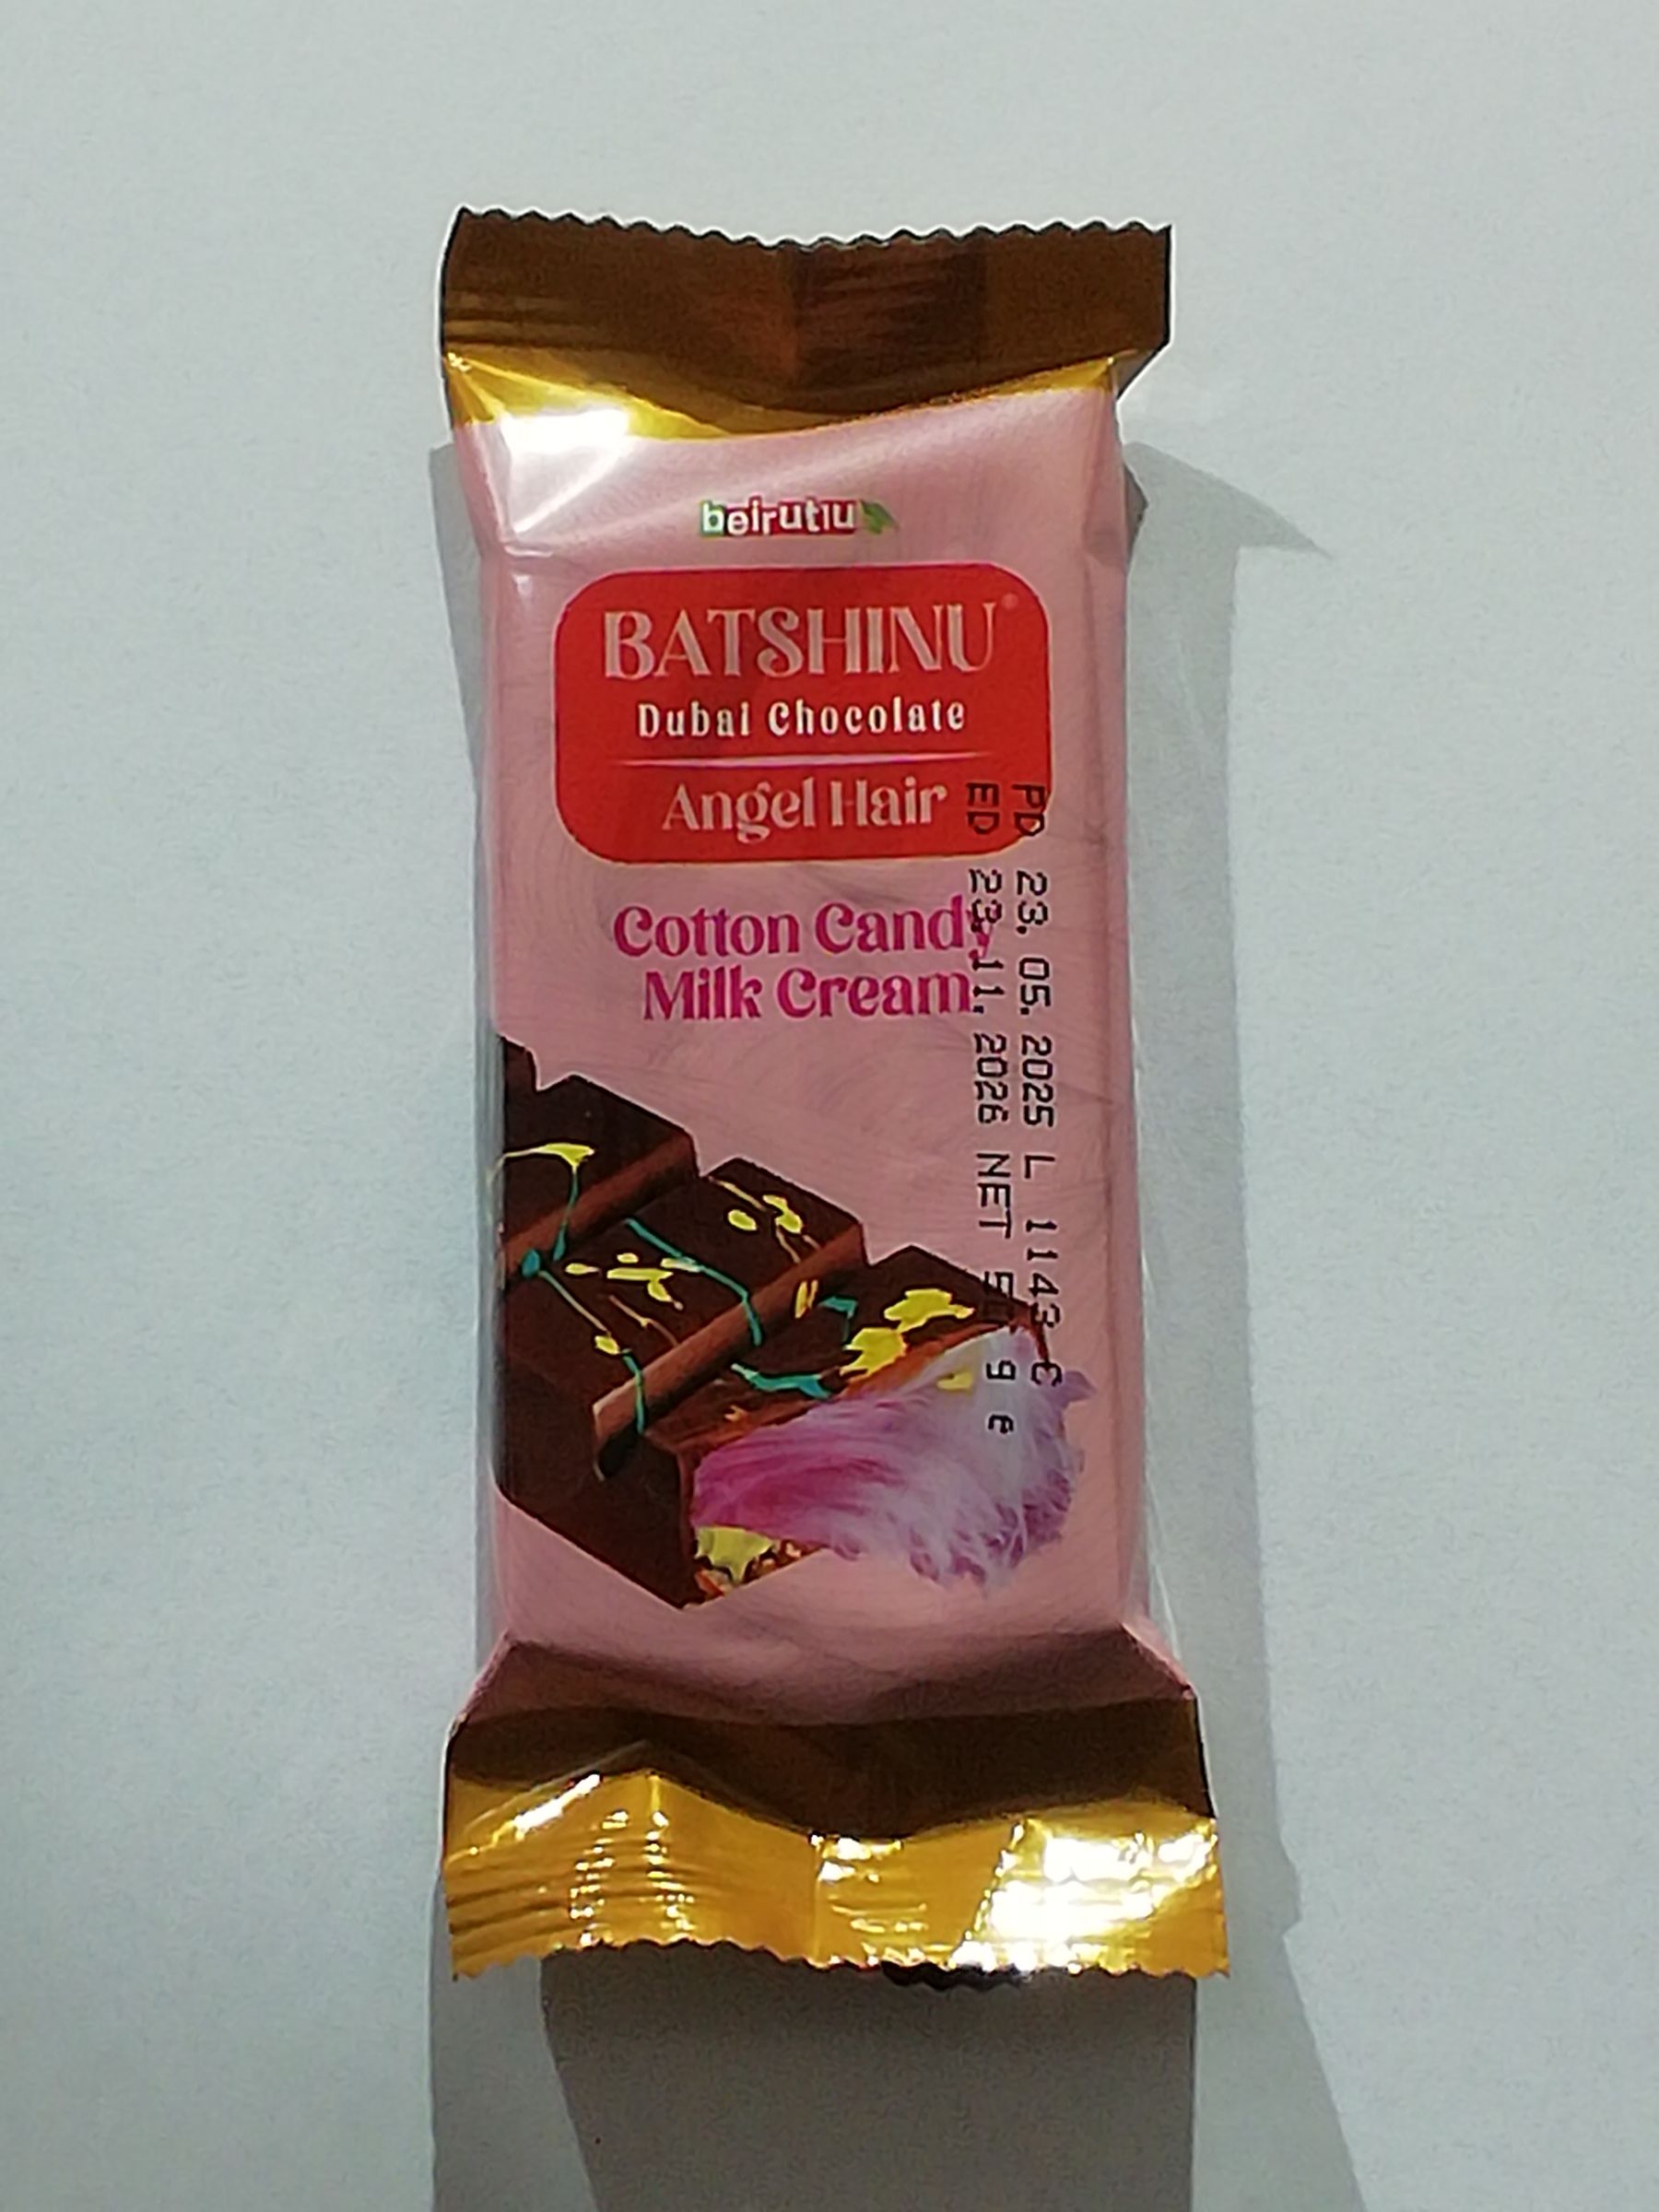 beirutiu
BATSHINU®
Dubai Chocolate
Angel Hair
Cotton Candy
Milk Cream
PD 23. 05. 2025 L 1143 E
ED 23. 11. 2026 NET g e